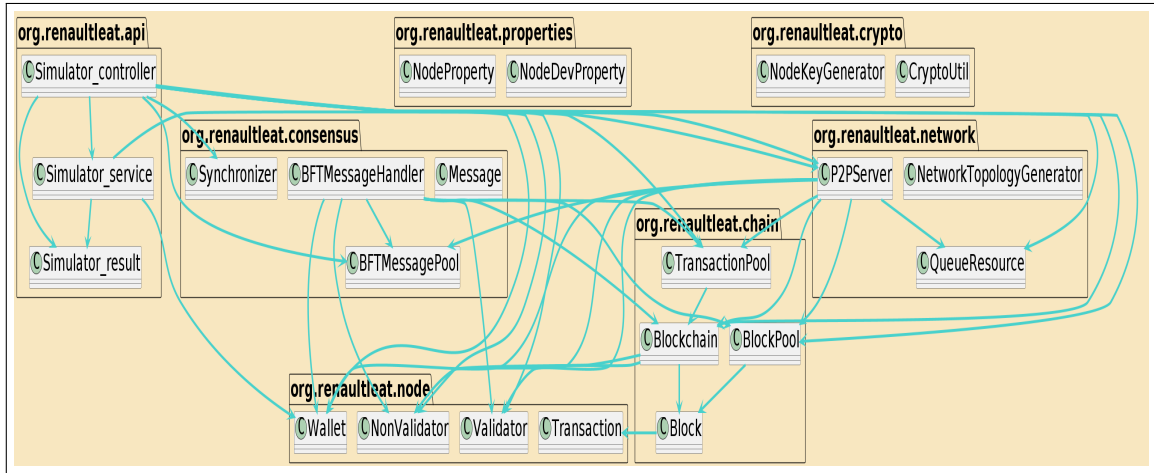 org.renaultleat.api
org.renaultleat.properties
org.renaultleat.crypto
C Simulator_controller
C NodeProperty
C NodeDevProperty
C NodeKeyGenerator
C CryptoUtil
org.renaultleat.consensus
org.renaultleat.network
C Simulator_service
C Synchronizer
C BFTMessageHandler
C Message
C P2PServer
C NetworkTopologyGenerator
org.renaultleat.chain
C Simulator_result
C BFTMessagePool
C TransactionPool
C QueueResource
C Blockchain
C BlockPool
org.renaultleat.node
C Wallet
C NonValidator
C Validator
C Transaction
C Block